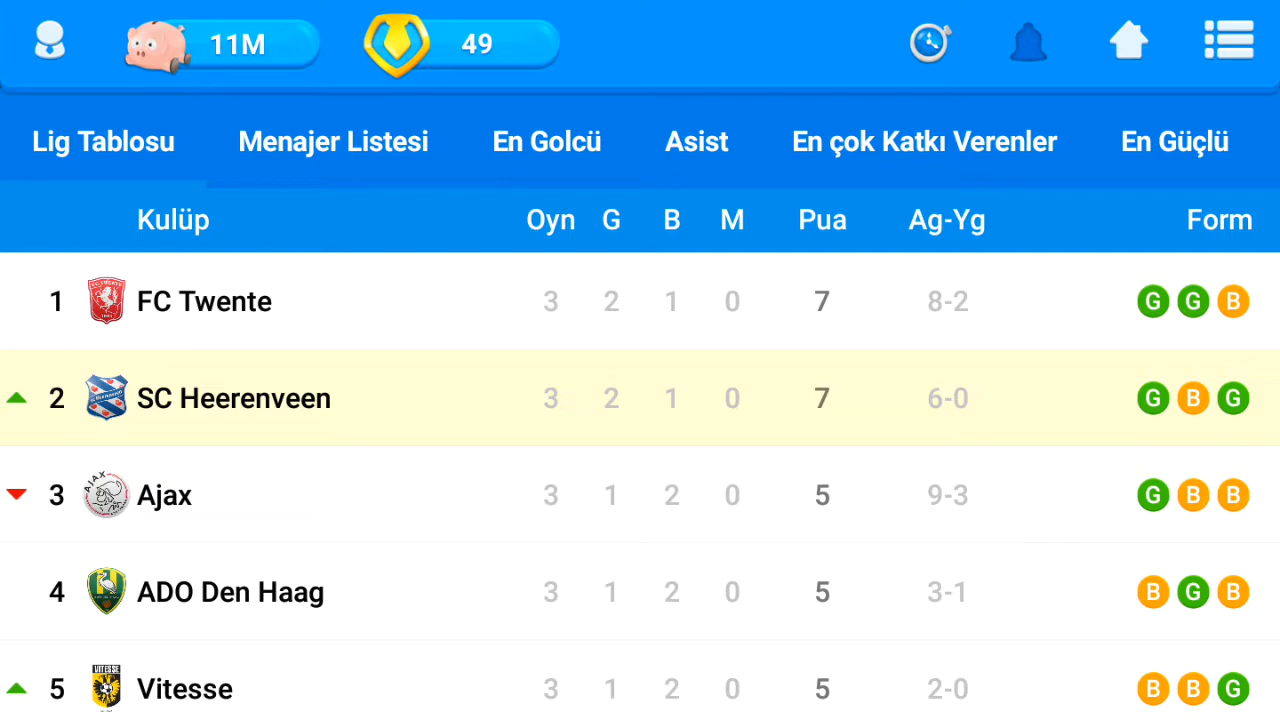 11M 49
Lig Tablosu Menajer Listesi En Golcü Asist En çok Katkı Verenler En Güçlü
Kulüp Oyn G B M Pua Ag-Yg Form
1 FC Twente 3 2 1 0 7 8-2 G G B
2 SC Heerenveen 3 2 1 0 7 6-0 G B G
3 AJAX Ajax 3 1 2 0 5 9-3 G B B
4 ADO Den Haag 3 1 2 0 5 3-1 B G B
5 VITESSE Vitesse 3 1 2 0 5 2-0 B B G